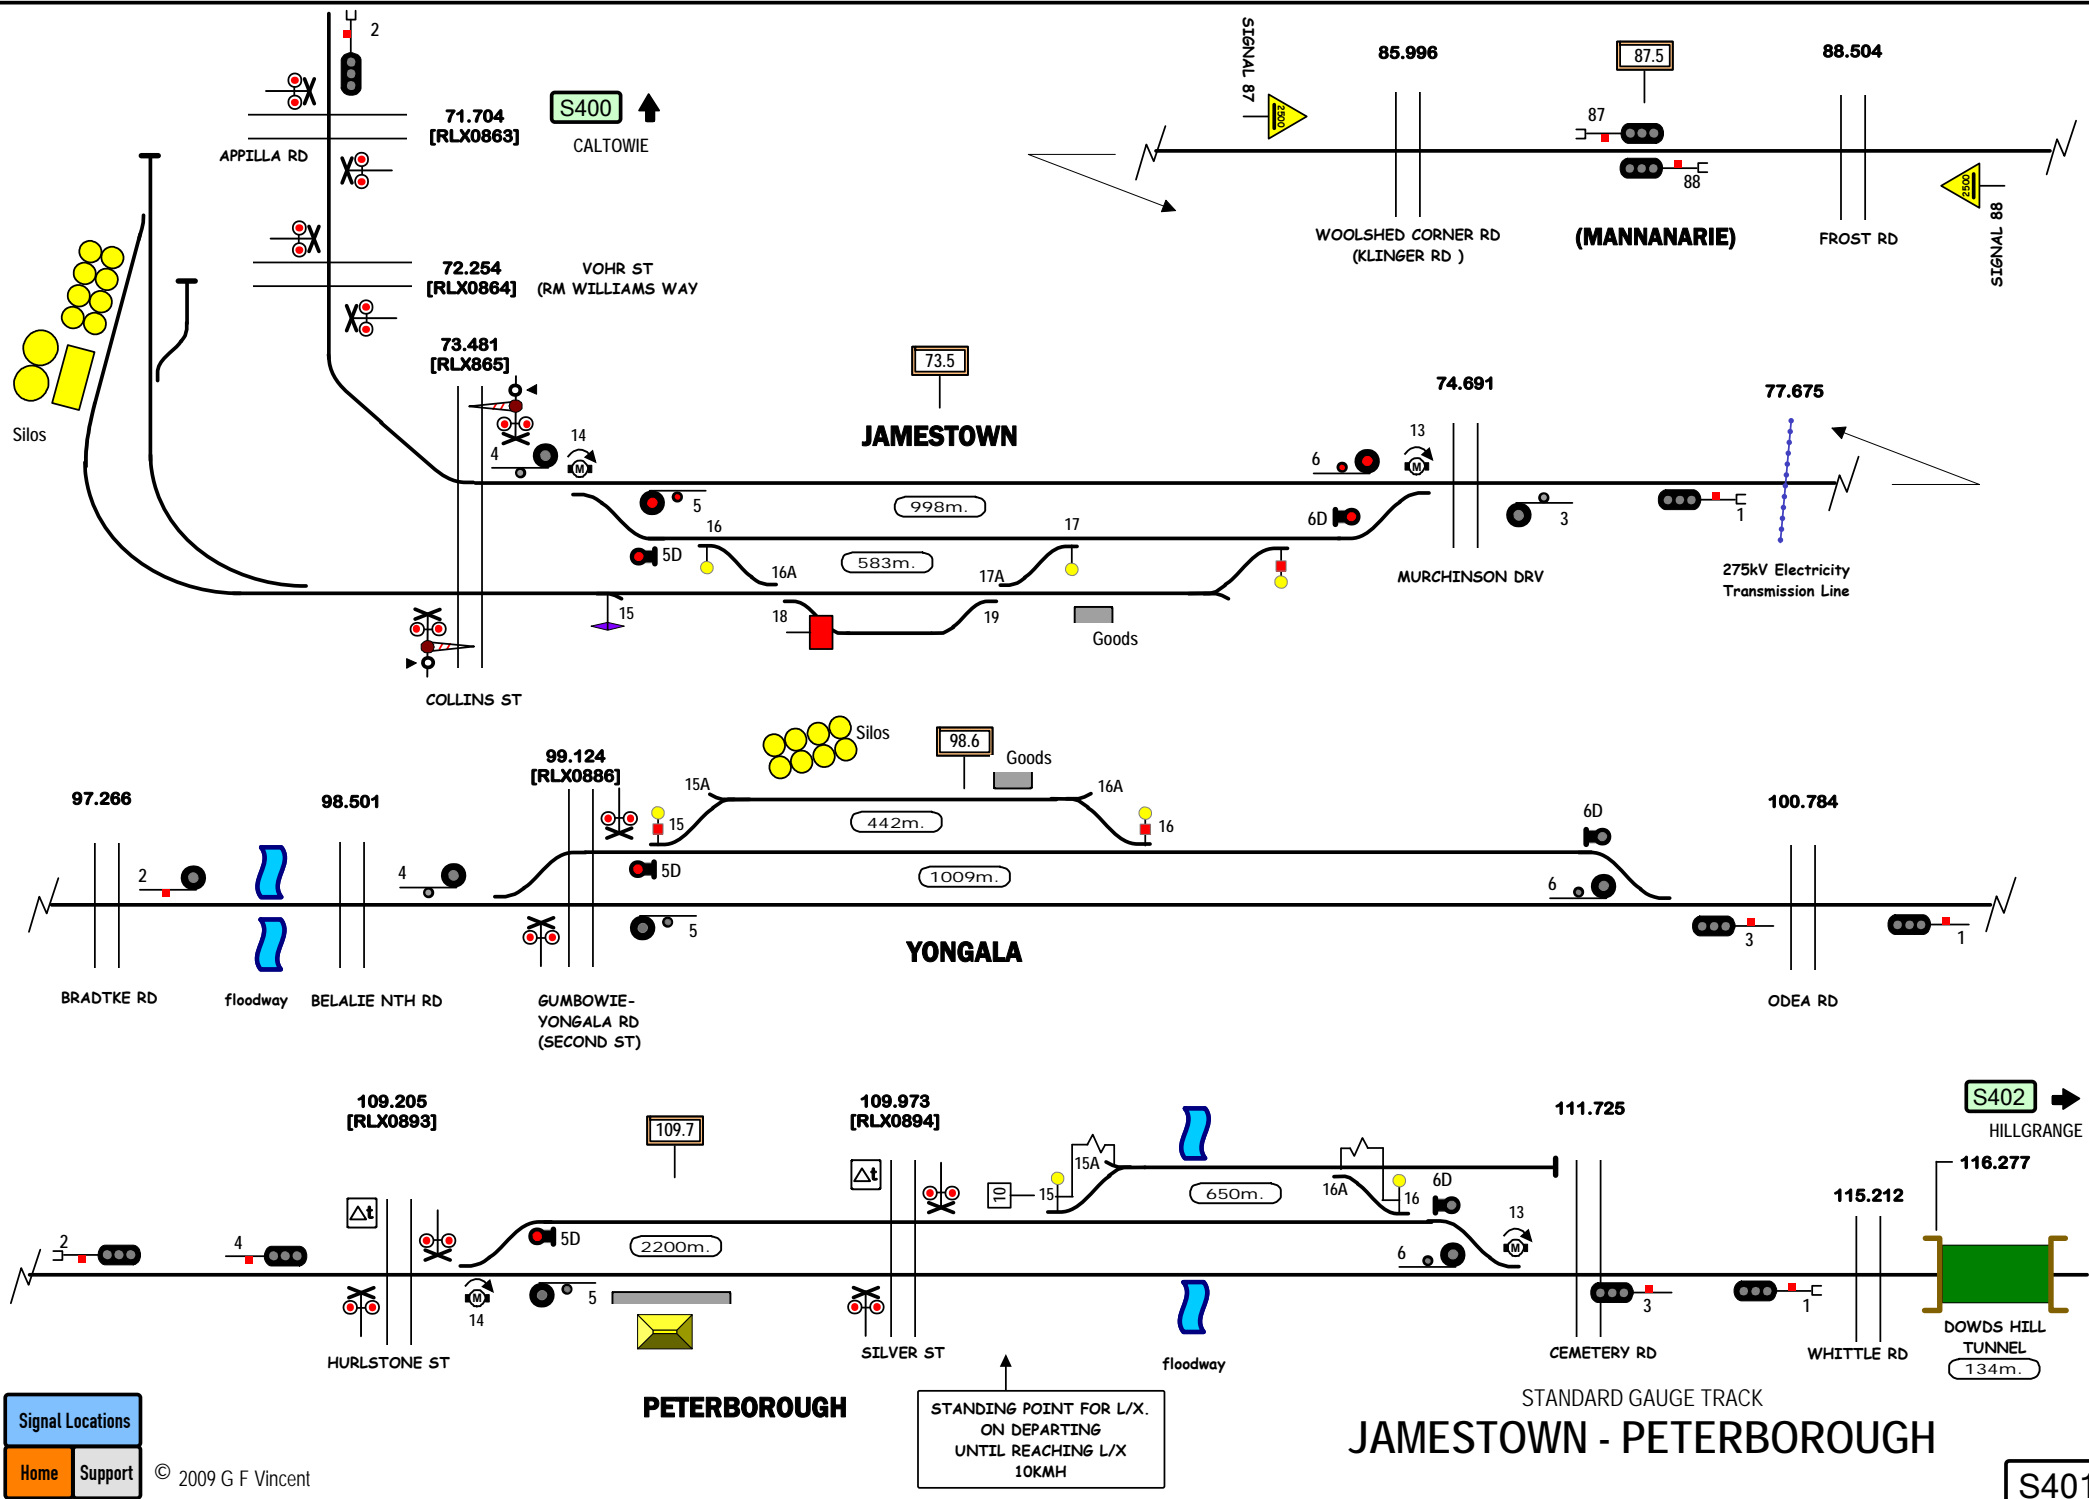 2
71.704
[RLX0863]
S400
CALTOWIE
APPILLA RD
SIGNAL 87
2500
85.996
87.5
88.504
87
88
2500
SIGNAL 88
WOOLSHED CORNER RD
(KLINGER RD )
(MANNANARIE)
FROST RD
72.254
[RLX0864]
VOHR ST
(RM WILLIAMS WAY
Silos
73.481
[RLX865]
73.5
JAMESTOWN
74.691
77.675
4
14
M
5
998m.
6
13
M
3
1
5D
16
583m.
17
6D
16A
17A
15
18
19
Goods
MURCHINSON DRV
275kV Electricity
Transmission Line
COLLINS ST
97.266
98.501
99.124
[RLX0886]
Silos
98.6
Goods
100.784
15A
16A
15
442m.
16
6D
2
4
5D
1009m.
6
5
3
1
YONGALA
BRADTKE RD
floodway
BELALIE NTH RD
GUMBOWIE-
YONGALA RD
(SECOND ST)
ODEA RD
109.205
[RLX0893]
109.7
109.973
[RLX0894]
111.725
S402
HILLGRANGE
116.277
115.212
Δt
Δt
10
15
15A
650m.
16A
16
6D
13
M
2
4
5D
2200m.
6
14
M
5
3
1
HURLSTONE ST
SILVER ST
floodway
CEMETERY RD
WHITTLE RD
DOWDS HILL
TUNNEL
134m.
PETERBOROUGH
STANDING POINT FOR L/X.
ON DEPARTING
UNTIL REACHING L/X
10KMH
STANDARD GAUGE TRACK
JAMESTOWN - PETERBOROUGH
Signal Locations
Home
Support
© 2009 G F Vincent
S401